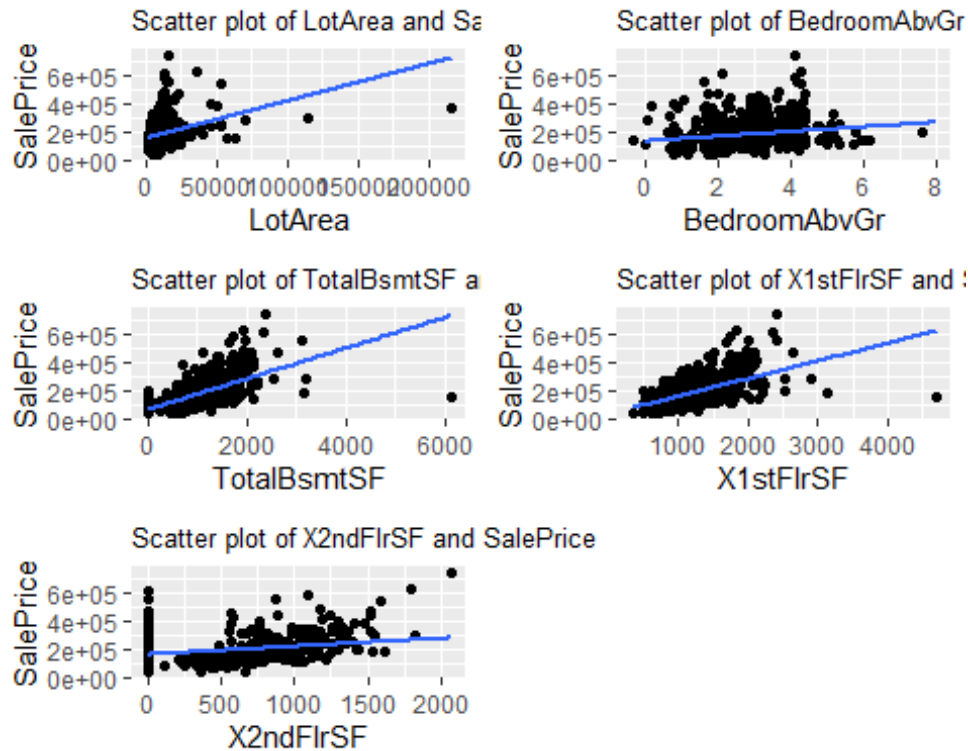 Scatter plot of LotArea and Sa
SalePrice
6e+05
4e+05
2e+05
0e+00
0 50000 100000 150000 200000
LotArea
Scatter plot of BedroomAbvGr
SalePrice
6e+05
4e+05
2e+05
0e+00
0 2 4 6 8
BedroomAbvGr
Scatter plot of TotalBsmtSF a
SalePrice
6e+05
4e+05
2e+05
0e+00
0 2000 4000 6000
TotalBsmtSF
Scatter plot of X1stFlrSF and S
SalePrice
6e+05
4e+05
2e+05
0e+00
1000 2000 3000 4000
X1stFlrSF
Scatter plot of X2ndFlrSF and SalePrice
SalePrice
6e+05
4e+05
2e+05
0e+00
0 500 1000 1500 2000
X2ndFlrSF